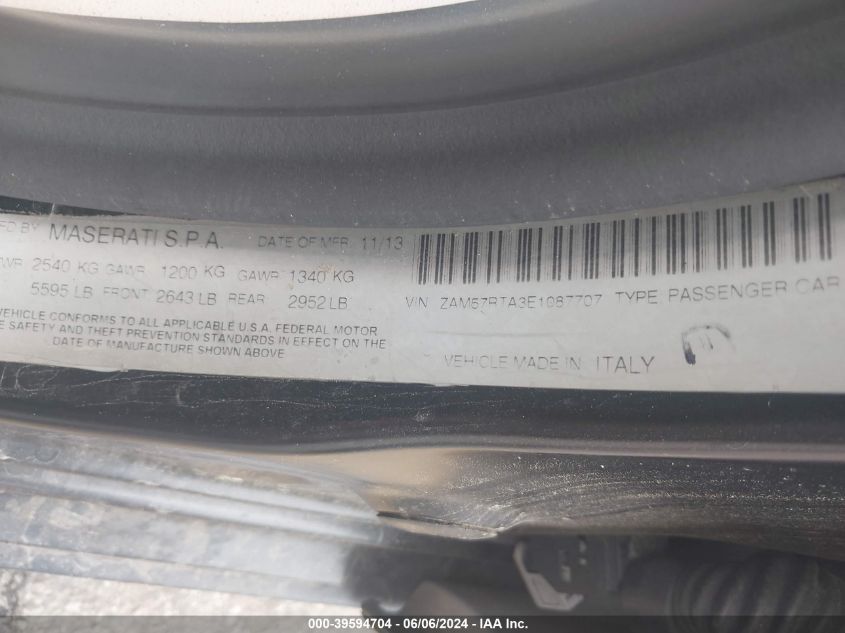 FD BY MASERATI S.P.A. DATE OF MFR 11/13
WR 2540 KG GAWR 1200 KG GAWR 1340 KG
5595 LB FRONT 2643 LB REAR 2952 LB
VEHICLE CONFORMS TO ALL APPLICABLE U.S.A. FEDERAL MOTOR
E SAFETY AND THEFT PREVENTION STANDARDS IN EFFECT ON THE
DATE OF MANUFACTURE SHOWN ABOVE
VIN ZAM57RTA3E1087707 TYPE PASSENGER CAR
VEHICLE MADE IN ITALY
000-39594704 - 06/06/2024 - IAA Inc.